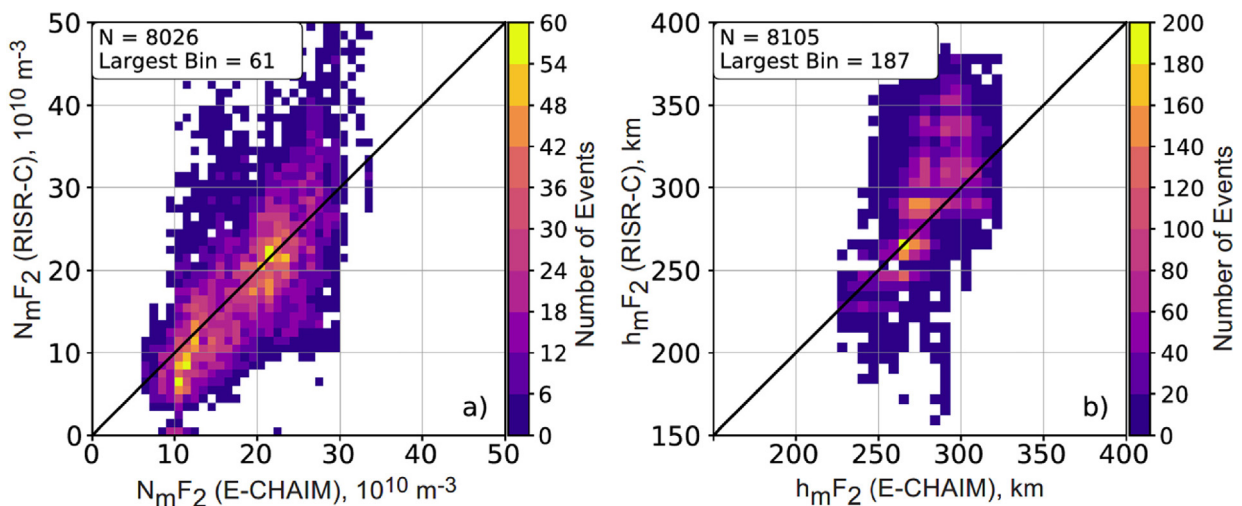 N = 8026
Largest Bin = 61
50
40
30
20
10
0
NmF2 (RISR-C), 10^10 m^-3
0 10 20 30 40 50
NmF2 (E-CHAIM), 10^10 m^-3
a)
60
54
48
42
36
30
24
18
12
6
0
Number of Events
N = 8105
Largest Bin = 187
400
350
300
250
200
150
hmF2 (RISR-C), km
200 250 300 350 400
hmF2 (E-CHAIM), km
b)
200
180
160
140
120
100
80
60
40
20
0
Number of Events